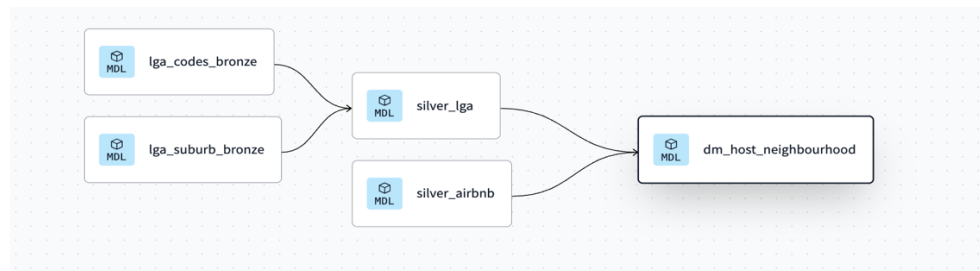 MDL lga_codes_bronze
MDL lga_suburb_bronze
MDL silver_lga
MDL silver_airbnb
MDL dm_host_neighbourhood